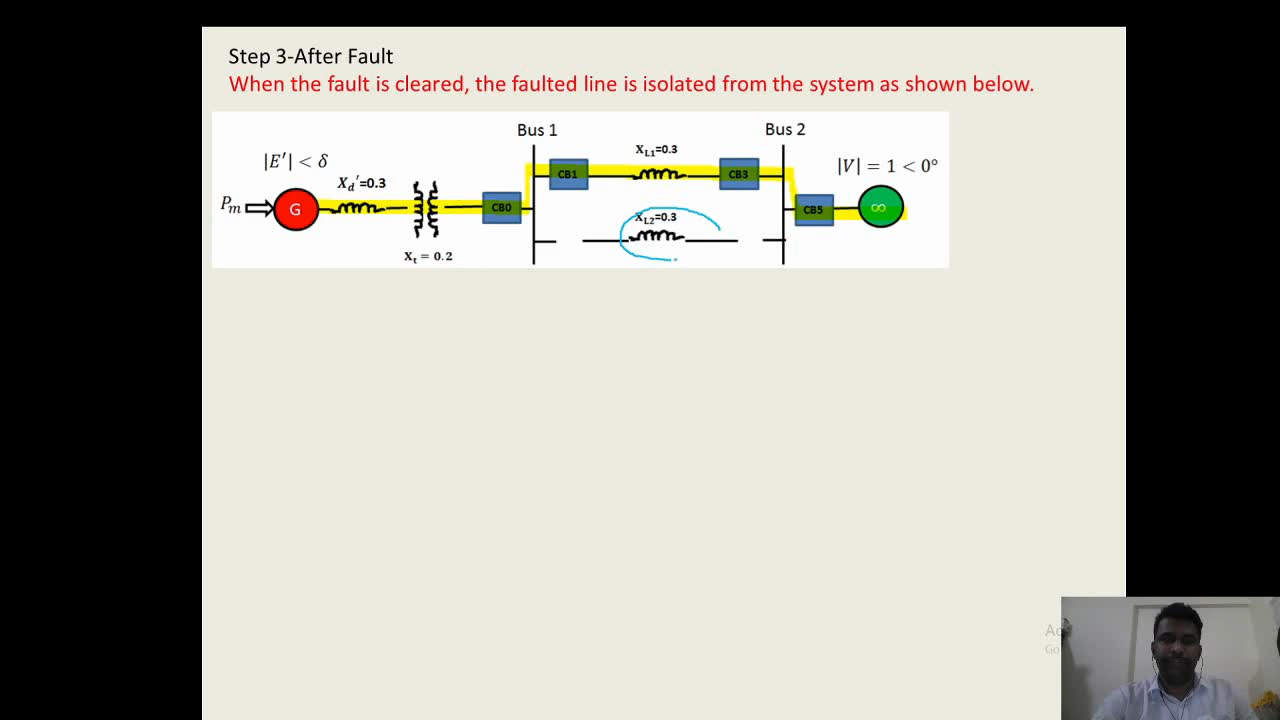 Step 3-After Fault
When the fault is cleared, the faulted line is isolated from the system as shown below.
Bus 1
Bus 2
|E′| < δ
X_d′=0.3
X_L1=0.3
|V| = 1 < 0°
P_m
G
CB0
CB1
CB3
CB5
∞
X_L2=0.3
X_t = 0.2